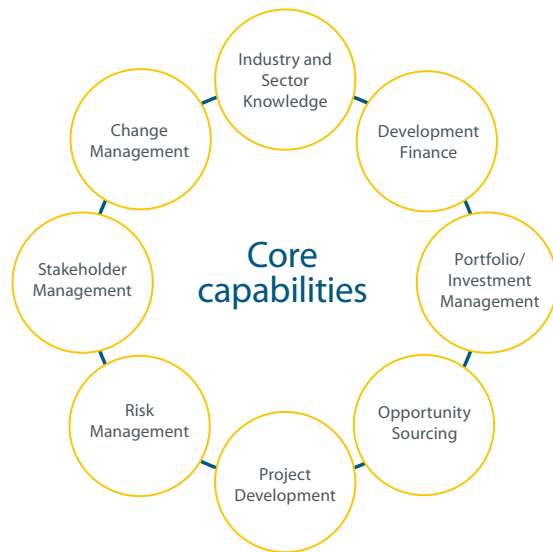 Industry and
Sector
Knowledge
Development
Finance
Portfolio/
Investment
Management
Opportunity
Sourcing
Project
Development
Risk
Management
Stakeholder
Management
Change
Management
Core
capabilities